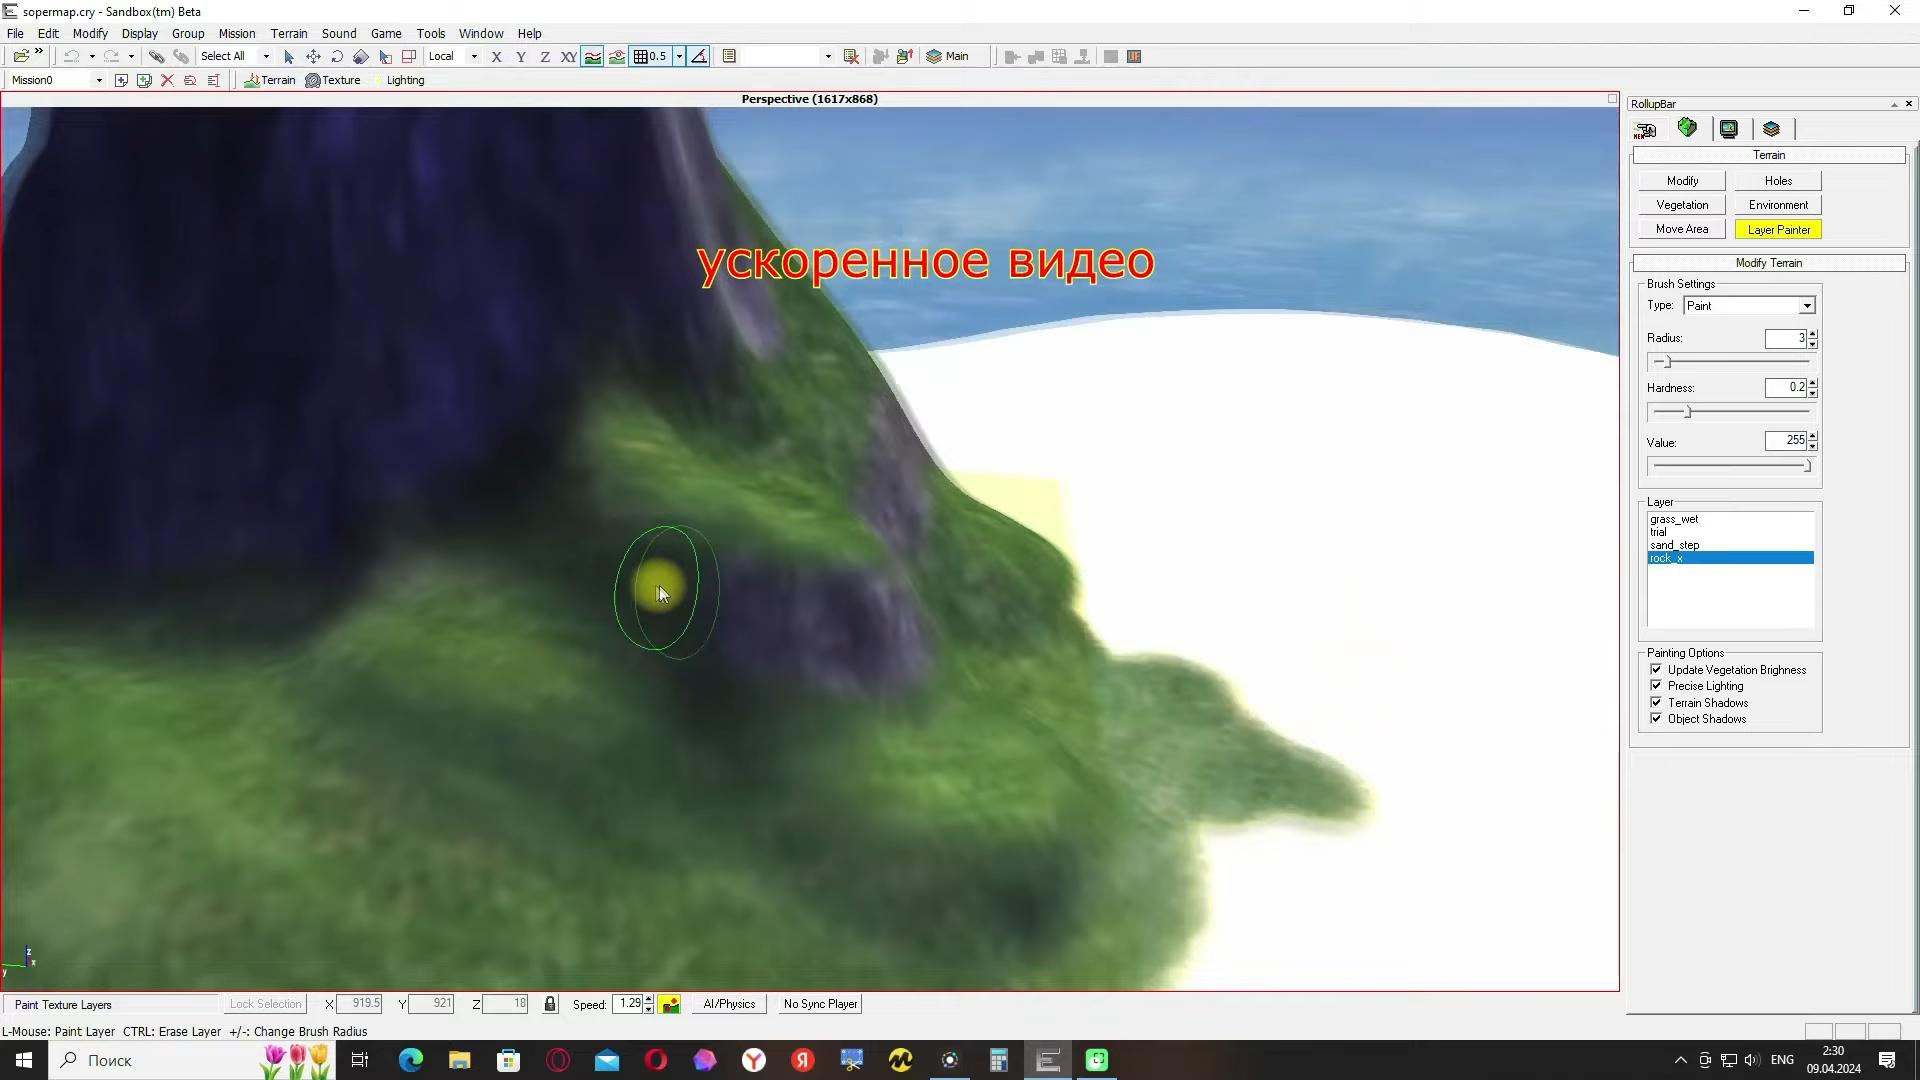 sopermap.cry - Sandbox(tm) Beta
File Edit Modify Display Group Mission Terrain Sound Game Tools Window Help
Select All Local X Y Z XY 0.5 Main
Mission0 Terrain Texture Lighting
Perspective (1617x868)
ускоренное видео
RollupBar
Terrain
Modify Holes
Vegetation Environment
Move Area Layer Painter
Modify Terrain
Brush Settings
Type: Paint
Radius: 3
Hardness: 0.2
Value: 255
Layer
grass_wet
trial
sand_step
rock_x
Painting Options
Update Vegetation Brighness
Precise Lighting
Terrain Shadows
Object Shadows
z
x
y
Paint Texture Layers Lock Selection X 919.5 Y 921 Z 18 Speed: 1.29 AI/Physics No Sync Player
L-Mouse: Paint Layer CTRL: Erase Layer +/-: Change Brush Radius
Поиск ENG 2:30
09.04.2024